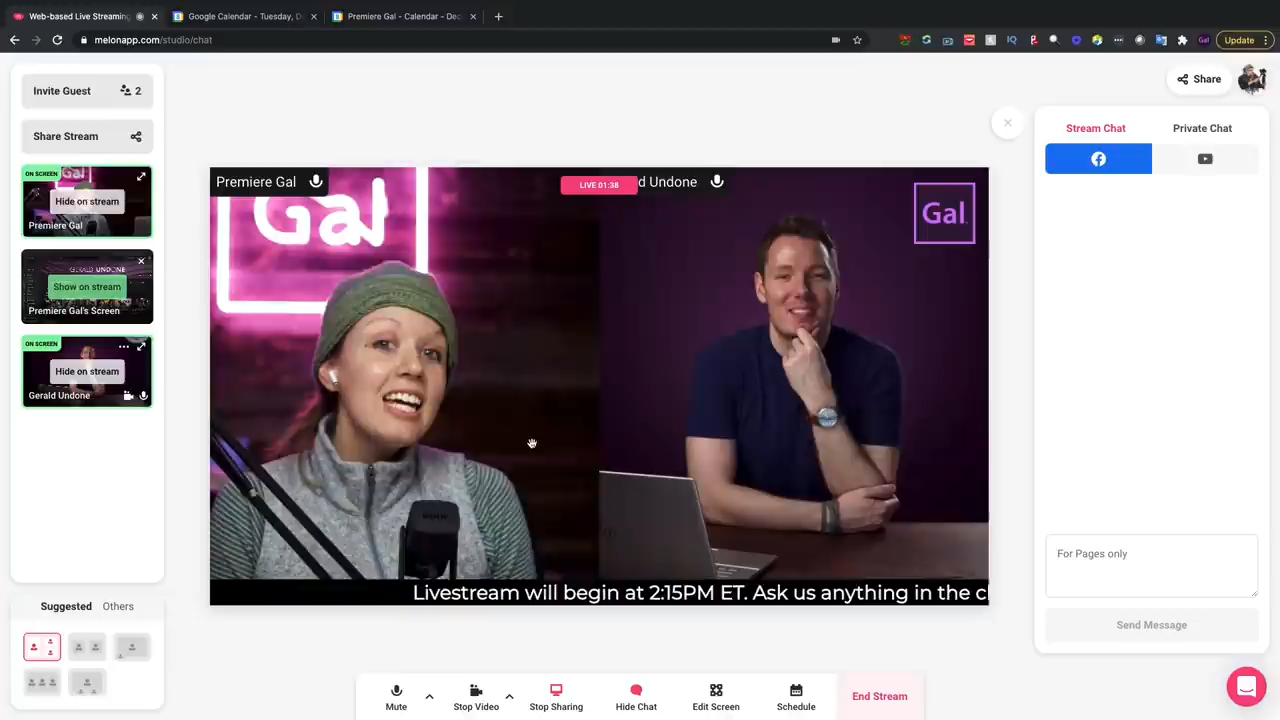 Web-based Live Streaming
Google Calendar - Tuesday, D
Premiere Gal - Calendar - Dec
melonapp.com/studio/chat
Gal
Update
Invite Guest
2
Share Stream
ON SCREEN
Hide on stream
Premiere Gal
GERALD UNDONE
Show on stream
Premiere Gal's Screen
ON SCREEN
Hide on stream
Gerald Undone
Suggested
Others
Premiere Gal
LIVE 01:38
d Undone
Gal
Gal
Livestream will begin at 2:15PM ET. Ask us anything in the c
Share
Stream Chat
Private Chat
For Pages only
Send Message
Mute
Stop Video
Stop Sharing
Hide Chat
Edit Screen
Schedule
End Stream